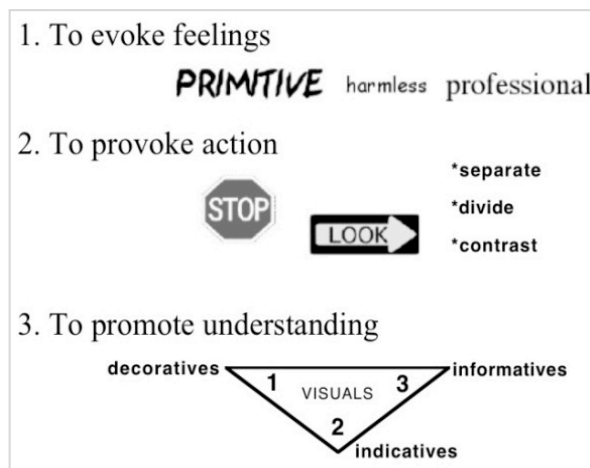 1. To evoke feelings
PRIMITIVE harmless professional
2. To provoke action
*separate
STOP
*divide
LOOK
*contrast
3. To promote understanding
decoratives
informatives
1 VISUALS 3
2
indicatives